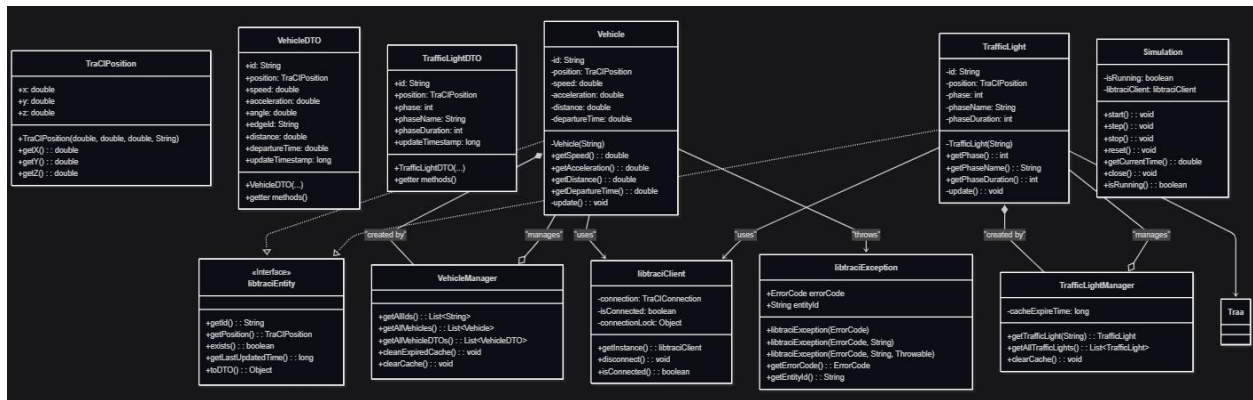 TraCIPosition
+x: double
+y: double
+z: double
+TraCIPosition(double, double, double, String)
+getX() : : double
+getY() : : double
+getZ() : : double
VehicleDTO
+id: String
+position: TraCIPosition
+speed: double
+acceleration: double
+angle: double
+edgeId: String
+distance: double
+departureTime: double
+updateTimestamp: long
+VehicleDTO(...)
+getter methods()
TrafficLightDTO
+id: String
+position: TraCIPosition
+phase: int
+phaseName: String
+phaseDuration: int
+updateTimestamp: long
+TrafficLightDTO(...)
+getter methods()
Vehicle
-id: String
-position: TraCIPosition
-speed: double
-acceleration: double
-distance: double
-departureTime: double
-Vehicle(String)
+getSpeed() : : double
+getAcceleration() : : double
+getDistance() : : double
+getDepartureTime() : : double
-update() : : void
TrafficLight
-id: String
-position: TraCIPosition
-phase: int
-phaseName: String
-phaseDuration: int
-TrafficLight(String)
+getPhase() : : int
+getPhaseName() : : String
+getPhaseDuration() : : int
-update() : : void
Simulation
-isRunning: boolean
-libtraciClient: libtraciClient
+start() : : void
+step() : : void
+stop() : : void
+reset() : : void
+getCurrentTime() : : double
+close() : : void
+isRunning() : : boolean
"created by"
"manages"
"uses"
"uses"
"throws"
"created by"
"manages"
«Interface»
libtraciEntity
+getId() : : String
+getPosition() : : TraCIPosition
+exists() : : boolean
+getLastUpdatedTime() : : long
+toDTO() : : Object
VehicleManager
+getAllIds() : : List<String>
+getAllVehicles() : : List<Vehicle>
+getAllVehicleDTOs() : : List<VehicleDTO>
+cleanExpiredCache() : : void
+clearCache() : : void
libtraciClient
-connection: TraCIConnection
-isConnected: boolean
-connectionLock: Object
+getInstance() : : libtraciClient
+disconnect() : : void
+isConnected() : : boolean
libtraciException
+ErrorCode errorCode
+String entityId
+libtraciException(ErrorCode)
+libtraciException(ErrorCode, String)
+libtraciException(ErrorCode, String, Throwable)
+getErrorCode() : : ErrorCode
+getEntityId() : : String
TrafficLightManager
-cacheExpireTime: long
+getTrafficLight(String) : : TrafficLight
+getAllTrafficLights() : : List<TrafficLight>
+clearCache() : : void
Traa